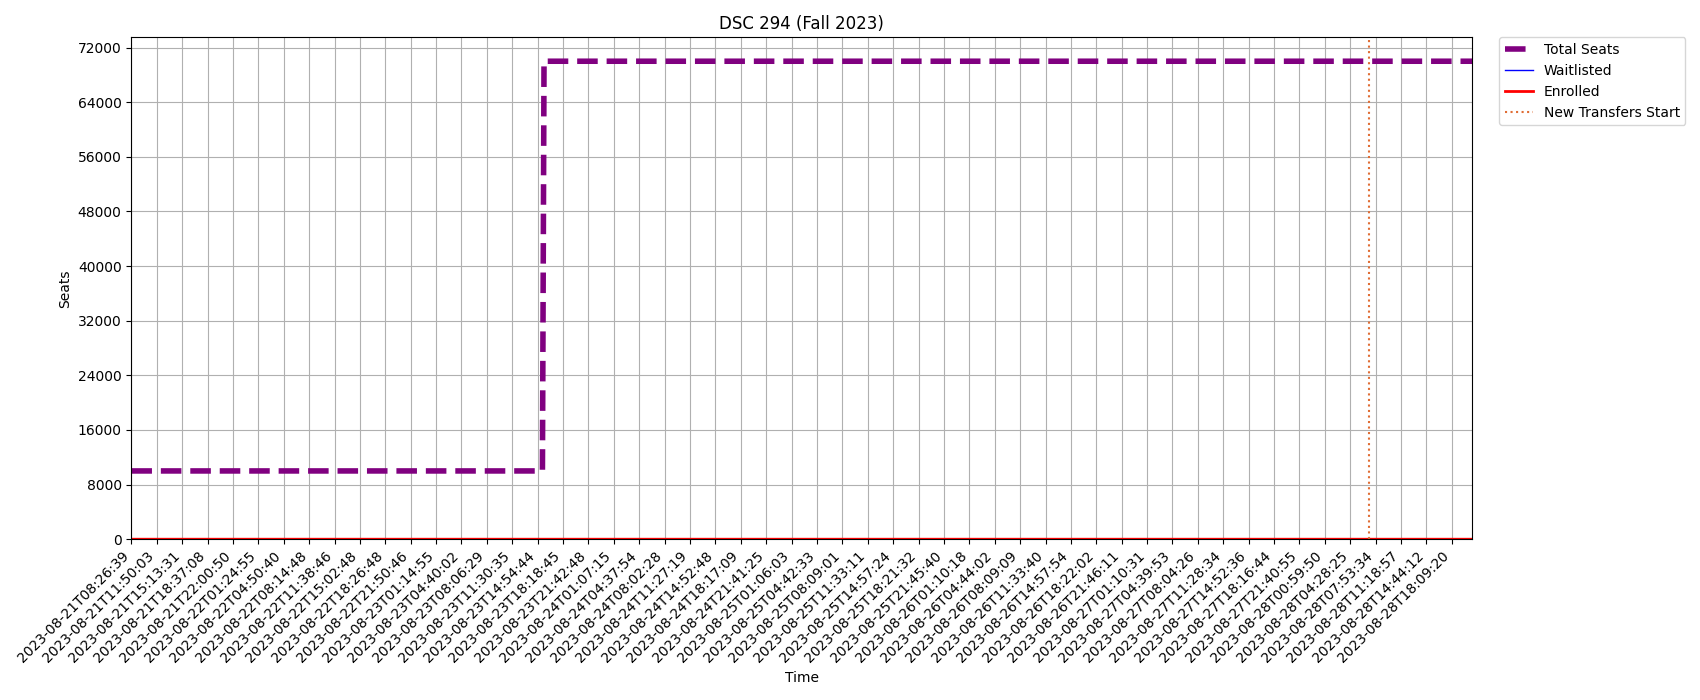 DSC 294 (Fall 2023)
72000
64000
56000
48000
40000
32000
24000
16000
8000
0
Seats
2023-08-21T08:26:39
2023-08-21T11:50:03
2023-08-21T15:13:31
2023-08-21T18:37:08
2023-08-21T22:00:50
2023-08-22T01:24:55
2023-08-22T04:50:40
2023-08-22T08:14:48
2023-08-22T11:38:46
2023-08-22T15:02:48
2023-08-22T18:26:48
2023-08-22T21:50:46
2023-08-23T01:14:55
2023-08-23T04:40:02
2023-08-23T08:06:29
2023-08-23T11:30:35
2023-08-23T14:54:44
2023-08-23T18:18:45
2023-08-23T21:42:48
2023-08-24T01:07:15
2023-08-24T04:37:54
2023-08-24T08:02:28
2023-08-24T11:27:19
2023-08-24T14:52:48
2023-08-24T18:17:09
2023-08-24T21:41:25
2023-08-25T01:06:03
2023-08-25T04:42:33
2023-08-25T08:09:01
2023-08-25T11:33:11
2023-08-25T14:57:24
2023-08-25T18:21:32
2023-08-25T21:45:40
2023-08-26T01:10:18
2023-08-26T04:44:02
2023-08-26T08:09:09
2023-08-26T11:33:40
2023-08-26T14:57:54
2023-08-26T18:22:02
2023-08-26T21:46:11
2023-08-27T01:10:31
2023-08-27T04:39:53
2023-08-27T08:04:26
2023-08-27T11:28:34
2023-08-27T14:52:36
2023-08-27T18:16:44
2023-08-27T21:40:55
2023-08-28T00:59:50
2023-08-28T04:28:25
2023-08-28T07:53:34
2023-08-28T11:18:57
2023-08-28T14:44:12
2023-08-28T18:09:20
Time
Total Seats
Waitlisted
Enrolled
New Transfers Start